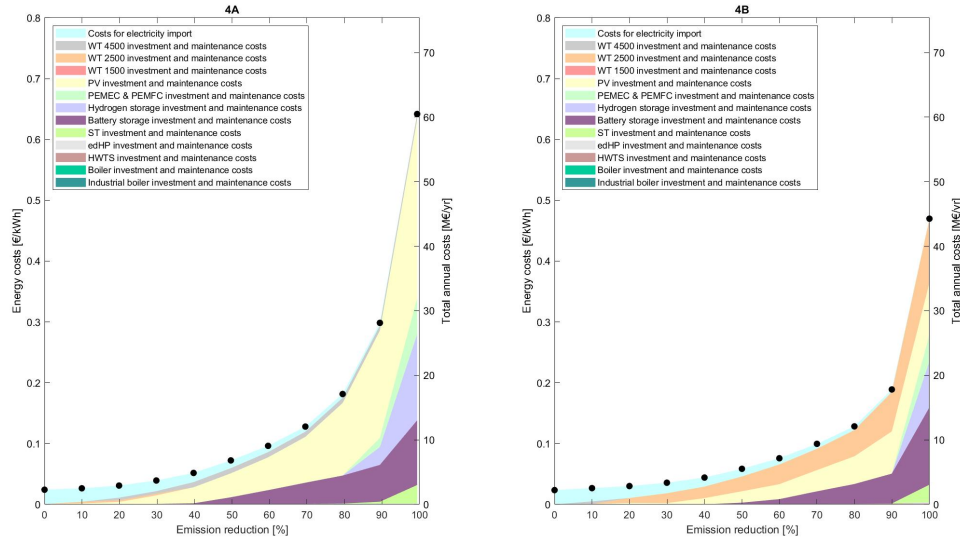 4A
Costs for electricity import
WT 4500 investment and maintenance costs
WT 2500 investment and maintenance costs
WT 1500 investment and maintenance costs
PV investment and maintenance costs
PEMEC & PEMFC investment and maintenance costs
Hydrogen storage investment and maintenance costs
Battery storage investment and maintenance costs
ST investment and maintenance costs
edHP investment and maintenance costs
HWTS investment and maintenance costs
Boiler investment and maintenance costs
Industrial boiler investment and maintenance costs
Energy costs [€/kWh]
0.8
0.7
0.6
0.5
0.4
0.3
0.2
0.1
0
Total annual costs [M€/yr]
70
60
50
40
30
20
10
0
0 10 20 30 40 50 60 70 80 90 100
Emission reduction [%]
4B
Costs for electricity import
WT 4500 investment and maintenance costs
WT 2500 investment and maintenance costs
WT 1500 investment and maintenance costs
PV investment and maintenance costs
PEMEC & PEMFC investment and maintenance costs
Hydrogen storage investment and maintenance costs
Battery storage investment and maintenance costs
ST investment and maintenance costs
edHP investment and maintenance costs
HWTS investment and maintenance costs
Boiler investment and maintenance costs
Industrial boiler investment and maintenance costs
Energy costs [€/kWh]
0.8
0.7
0.6
0.5
0.4
0.3
0.2
0.1
0
Total annual costs [M€/yr]
70
60
50
40
30
20
10
0
0 10 20 30 40 50 60 70 80 90 100
Emission reduction [%]